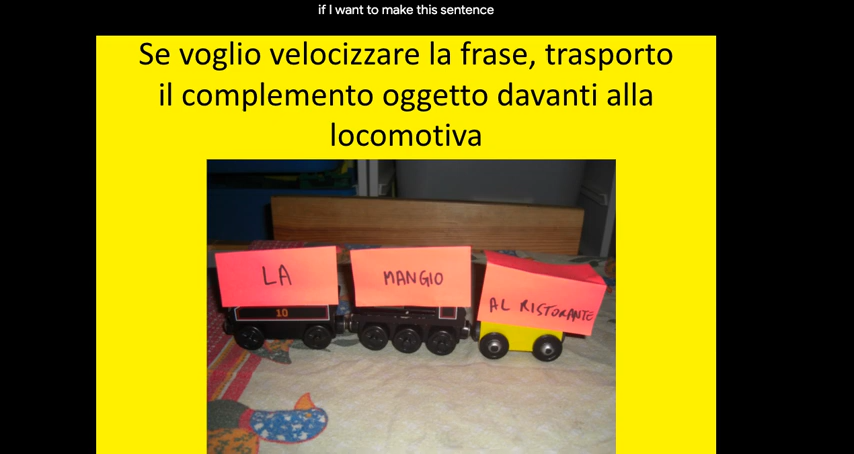 if I want to make this sentence
Se voglio velocizzare la frase, trasporto
il complemento oggetto davanti alla
locomotiva
LA
MANGIO
AL RISTORANTE
10